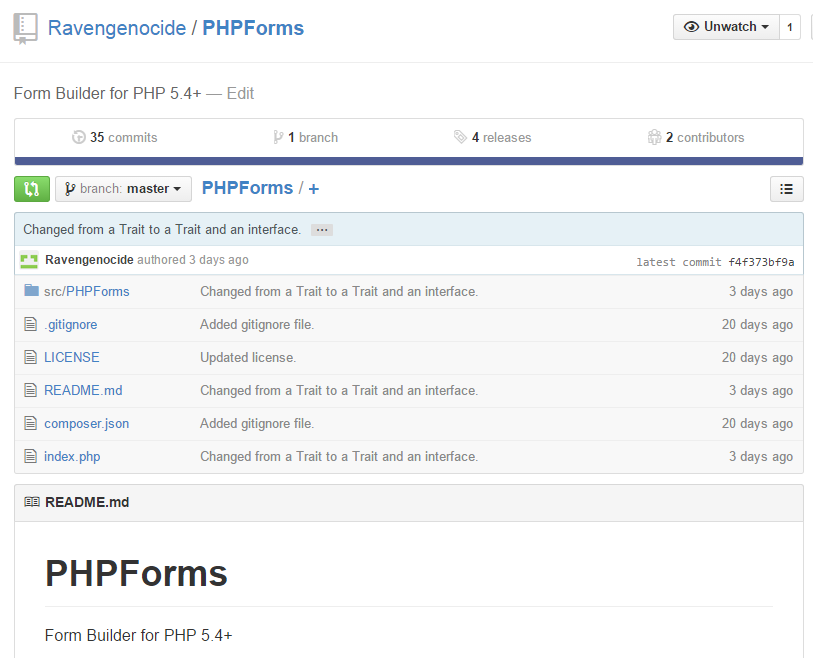 Ravengenocide / PHPForms
Unwatch 1
Form Builder for PHP 5.4+ — Edit
35 commits 1 branch 4 releases 2 contributors
branch: master PHPForms / +
Changed from a Trait to a Trait and an interface. ...
Ravengenocide authored 3 days ago latest commit f4f373bf9a
src/PHPForms Changed from a Trait to a Trait and an interface. 3 days ago
.gitignore Added gitignore file. 20 days ago
LICENSE Updated license. 20 days ago
README.md Changed from a Trait to a Trait and an interface. 3 days ago
composer.json Added gitignore file. 20 days ago
index.php Changed from a Trait to a Trait and an interface. 3 days ago
README.md
PHPForms
Form Builder for PHP 5.4+